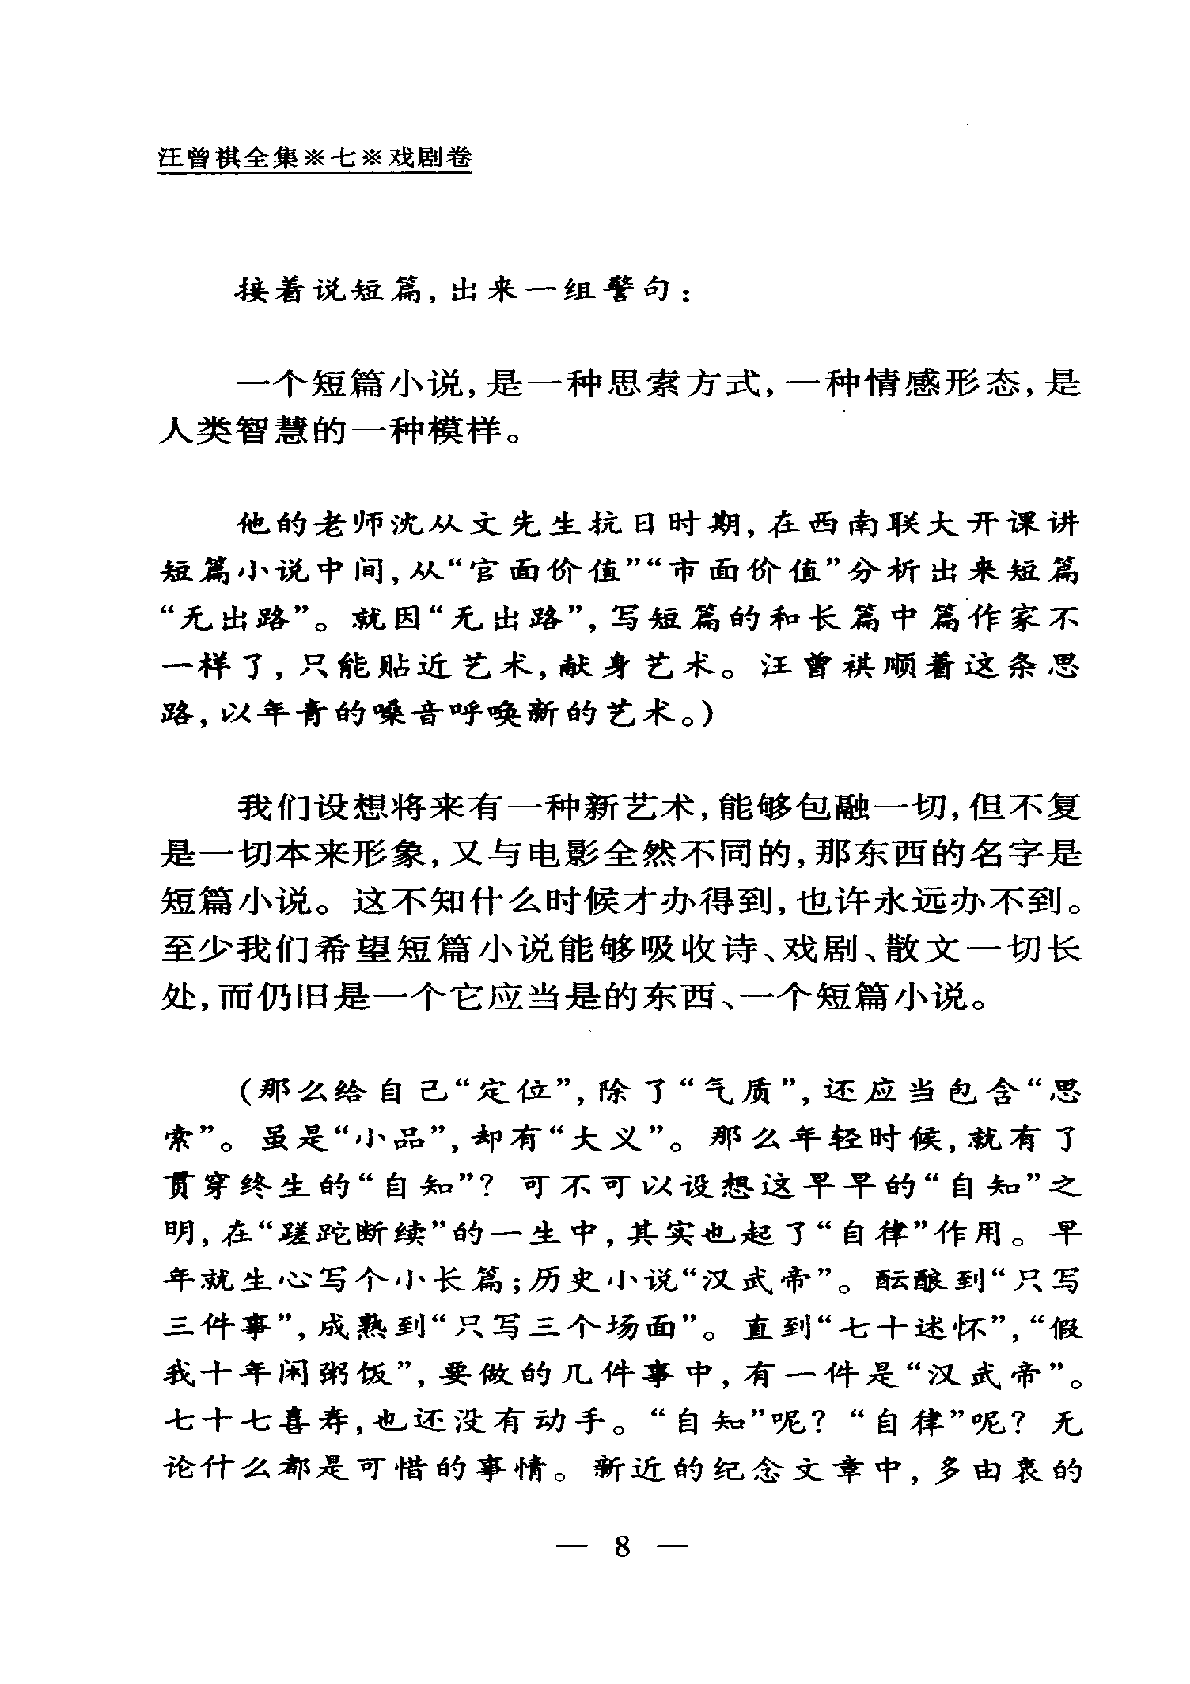 汪曾祺全集※七※戏剧卷
接着说短篇,出来一组警句:
一个短篇小说,是一种思索方式,一种情感形态,是
人类智慧的一种模样。
他的老师沈从文先生抗日时期,在西南联大开课讲
短篇小说中间,从“官面价值”“市面价值”分析出来短篇
“无出路”。就因“无出路”,写短篇的和长篇中篇作家不
一样了,只能贴近艺术,献身艺术。汪曾祺顺着这条思
路,以年青的嗓音呼唤新的艺术。)
我们设想将来有一种新艺术,能够包融一切,但不复
是一切本来形象,又与电影全然不同的,那东西的名字是
短篇小说。这不知什么时候才办得到,也许永远办不到。
至少我们希望短篇小说能够吸收诗、戏剧、散文一切长
处,而仍旧是一个它应当是的东西、一个短篇小说。
(那么给自己“定位”,除了“气质”,还应当包含“思
索”。虽是“小品”,却有“大义”。那么年轻时候,就有了
贯穿终生的“自知”?可不可以设想这早早的“自知”之
明,在“蹉跎断续”的一生中,其实也起了“自律”作用。早
年就生心写个小长篇;历史小说“汉武帝”。酝酿到“只写
三件事”,成熟到“只写三个场面”。直到“七十述怀”,“假
我十年闲粥饭”,要做的几件事中,有一件是“汉武帝”。
七十七喜寿,也还没有动手。“自知”呢?“自律”呢?无
论什么都是可惜的事情。新近的纪念文章中,多由衷的
— 8 —